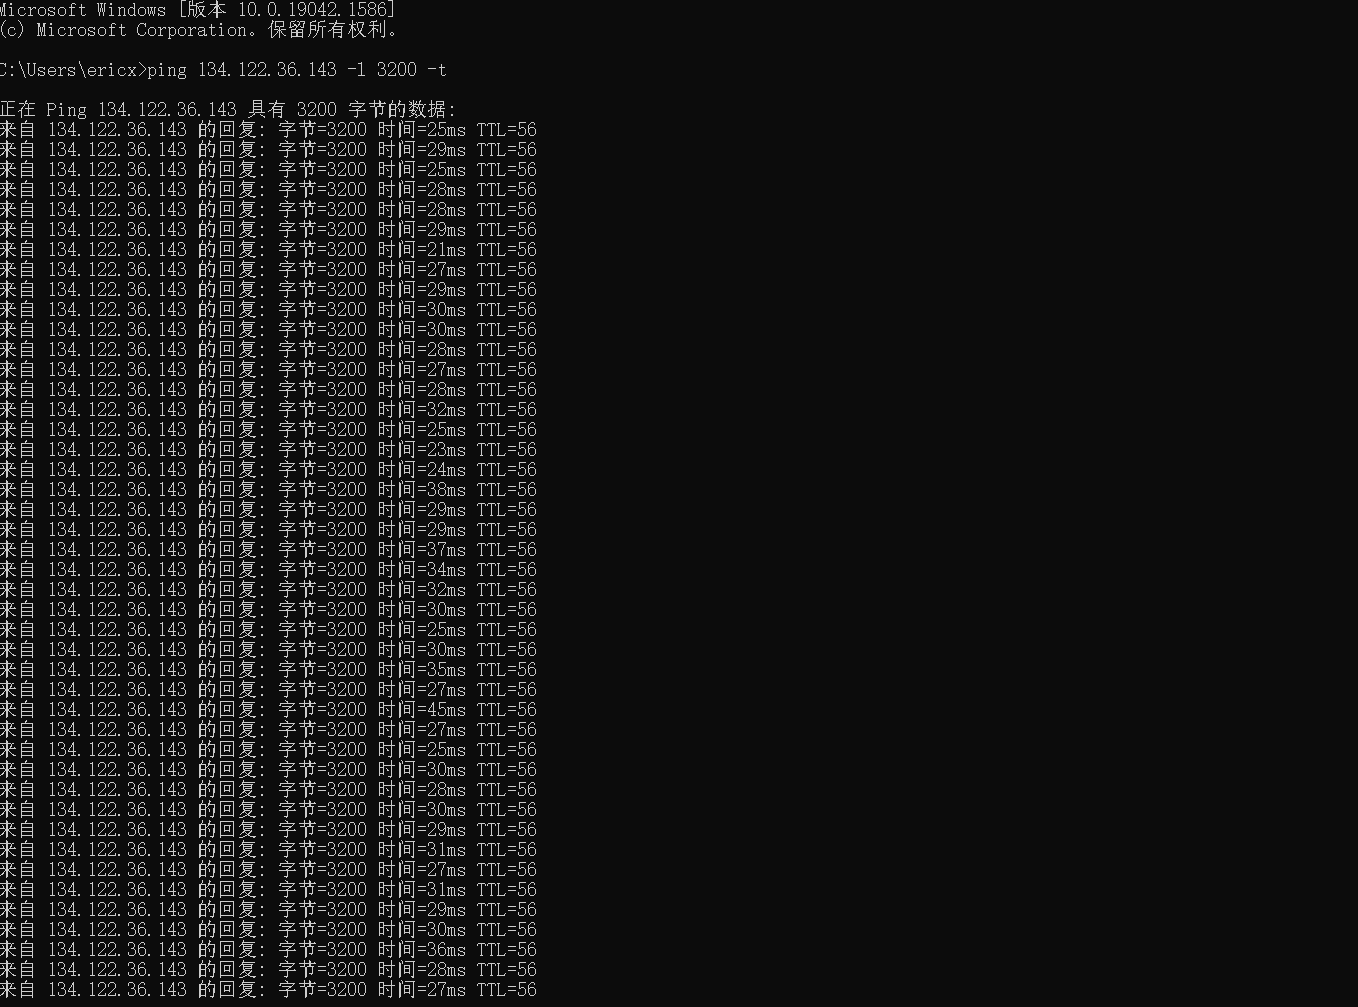 Microsoft Windows [版本 10.0.19042.1586]
(c) Microsoft Corporation。保留所有权利。
C:\Users\ericx>ping 134.122.36.143 -l 3200 -t
正在 Ping 134.122.36.143 具有 3200 字节的数据:
来自 134.122.36.143 的回复: 字节=3200 时间=25ms TTL=56
来自 134.122.36.143 的回复: 字节=3200 时间=29ms TTL=56
来自 134.122.36.143 的回复: 字节=3200 时间=25ms TTL=56
来自 134.122.36.143 的回复: 字节=3200 时间=28ms TTL=56
来自 134.122.36.143 的回复: 字节=3200 时间=28ms TTL=56
来自 134.122.36.143 的回复: 字节=3200 时间=29ms TTL=56
来自 134.122.36.143 的回复: 字节=3200 时间=21ms TTL=56
来自 134.122.36.143 的回复: 字节=3200 时间=27ms TTL=56
来自 134.122.36.143 的回复: 字节=3200 时间=29ms TTL=56
来自 134.122.36.143 的回复: 字节=3200 时间=30ms TTL=56
来自 134.122.36.143 的回复: 字节=3200 时间=30ms TTL=56
来自 134.122.36.143 的回复: 字节=3200 时间=28ms TTL=56
来自 134.122.36.143 的回复: 字节=3200 时间=27ms TTL=56
来自 134.122.36.143 的回复: 字节=3200 时间=28ms TTL=56
来自 134.122.36.143 的回复: 字节=3200 时间=32ms TTL=56
来自 134.122.36.143 的回复: 字节=3200 时间=25ms TTL=56
来自 134.122.36.143 的回复: 字节=3200 时间=23ms TTL=56
来自 134.122.36.143 的回复: 字节=3200 时间=24ms TTL=56
来自 134.122.36.143 的回复: 字节=3200 时间=38ms TTL=56
来自 134.122.36.143 的回复: 字节=3200 时间=29ms TTL=56
来自 134.122.36.143 的回复: 字节=3200 时间=29ms TTL=56
来自 134.122.36.143 的回复: 字节=3200 时间=37ms TTL=56
来自 134.122.36.143 的回复: 字节=3200 时间=34ms TTL=56
来自 134.122.36.143 的回复: 字节=3200 时间=32ms TTL=56
来自 134.122.36.143 的回复: 字节=3200 时间=30ms TTL=56
来自 134.122.36.143 的回复: 字节=3200 时间=25ms TTL=56
来自 134.122.36.143 的回复: 字节=3200 时间=30ms TTL=56
来自 134.122.36.143 的回复: 字节=3200 时间=35ms TTL=56
来自 134.122.36.143 的回复: 字节=3200 时间=27ms TTL=56
来自 134.122.36.143 的回复: 字节=3200 时间=45ms TTL=56
来自 134.122.36.143 的回复: 字节=3200 时间=27ms TTL=56
来自 134.122.36.143 的回复: 字节=3200 时间=25ms TTL=56
来自 134.122.36.143 的回复: 字节=3200 时间=30ms TTL=56
来自 134.122.36.143 的回复: 字节=3200 时间=28ms TTL=56
来自 134.122.36.143 的回复: 字节=3200 时间=30ms TTL=56
来自 134.122.36.143 的回复: 字节=3200 时间=29ms TTL=56
来自 134.122.36.143 的回复: 字节=3200 时间=31ms TTL=56
来自 134.122.36.143 的回复: 字节=3200 时间=27ms TTL=56
来自 134.122.36.143 的回复: 字节=3200 时间=31ms TTL=56
来自 134.122.36.143 的回复: 字节=3200 时间=29ms TTL=56
来自 134.122.36.143 的回复: 字节=3200 时间=30ms TTL=56
来自 134.122.36.143 的回复: 字节=3200 时间=36ms TTL=56
来自 134.122.36.143 的回复: 字节=3200 时间=28ms TTL=56
来自 134.122.36.143 的回复: 字节=3200 时间=27ms TTL=56